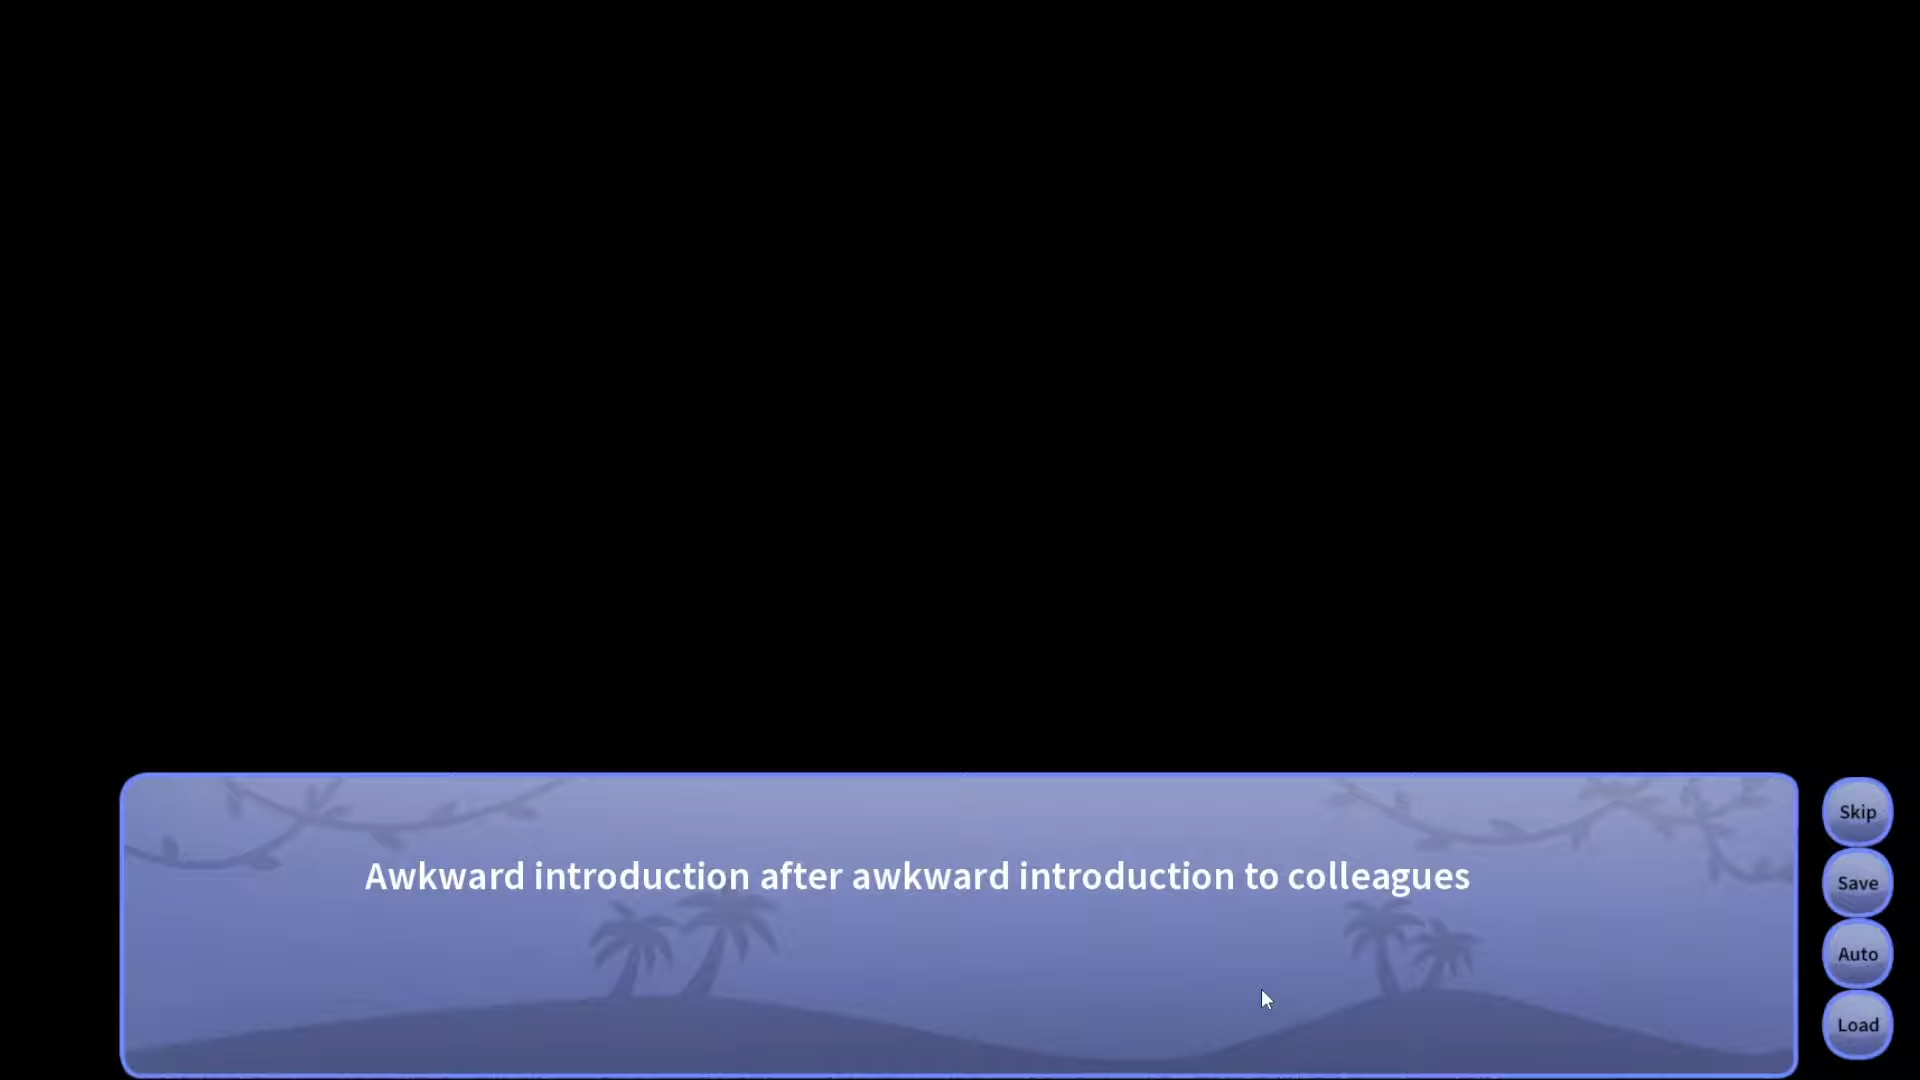 Awkward introduction after awkward introduction to colleagues
Skip
Save
Auto
Load